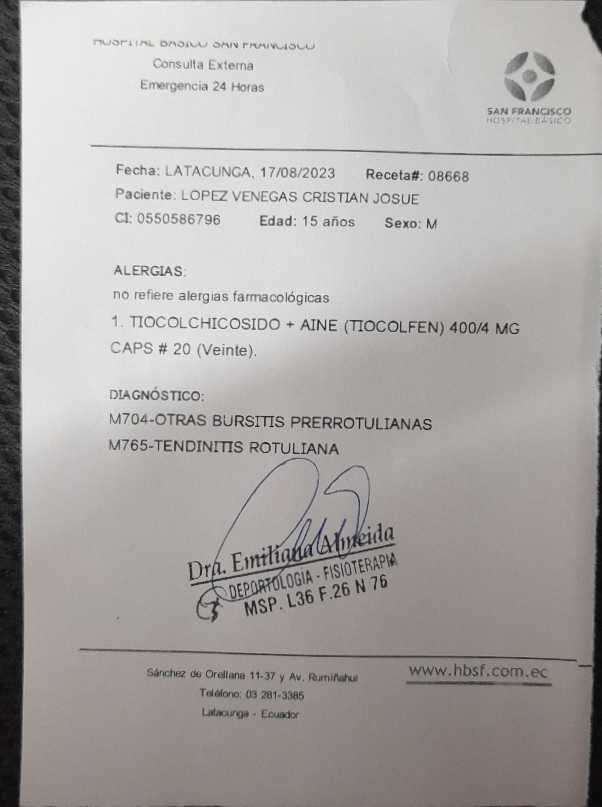 HOSPITAL BÁSICO SAN FRANCISCO
Consulta Externa
Emergencia 24 Horas
SAN FRANCISCO
HOSPITAL BÁSICO
Fecha: LATACUNGA, 17/08/2023 Receta#: 08668
Paciente: LOPEZ VENEGAS CRISTIAN JOSUE
CI: 0550586796 Edad: 15 años Sexo: M
ALERGIAS:
no refiere alergias farmacológicas
1. TIOCOLCHICOSIDO + AINE (TIOCOLFEN) 400/4 MG
CAPS # 20 (Veinte).
DIAGNÓSTICO:
M704-OTRAS BURSITIS PRERROTULIANAS
M765-TENDINITIS ROTULIANA
Dra. Emiliana Almeida
DEPORTOLOGIA - FISIOTERAPIA
MSP. L36 F.26 N 76
Sánchez de Orellana 11-37 y Av. Rumiñahui
Teléfono: 03 281-3385
Latacunga - Ecuador
www.hbsf.com.ec